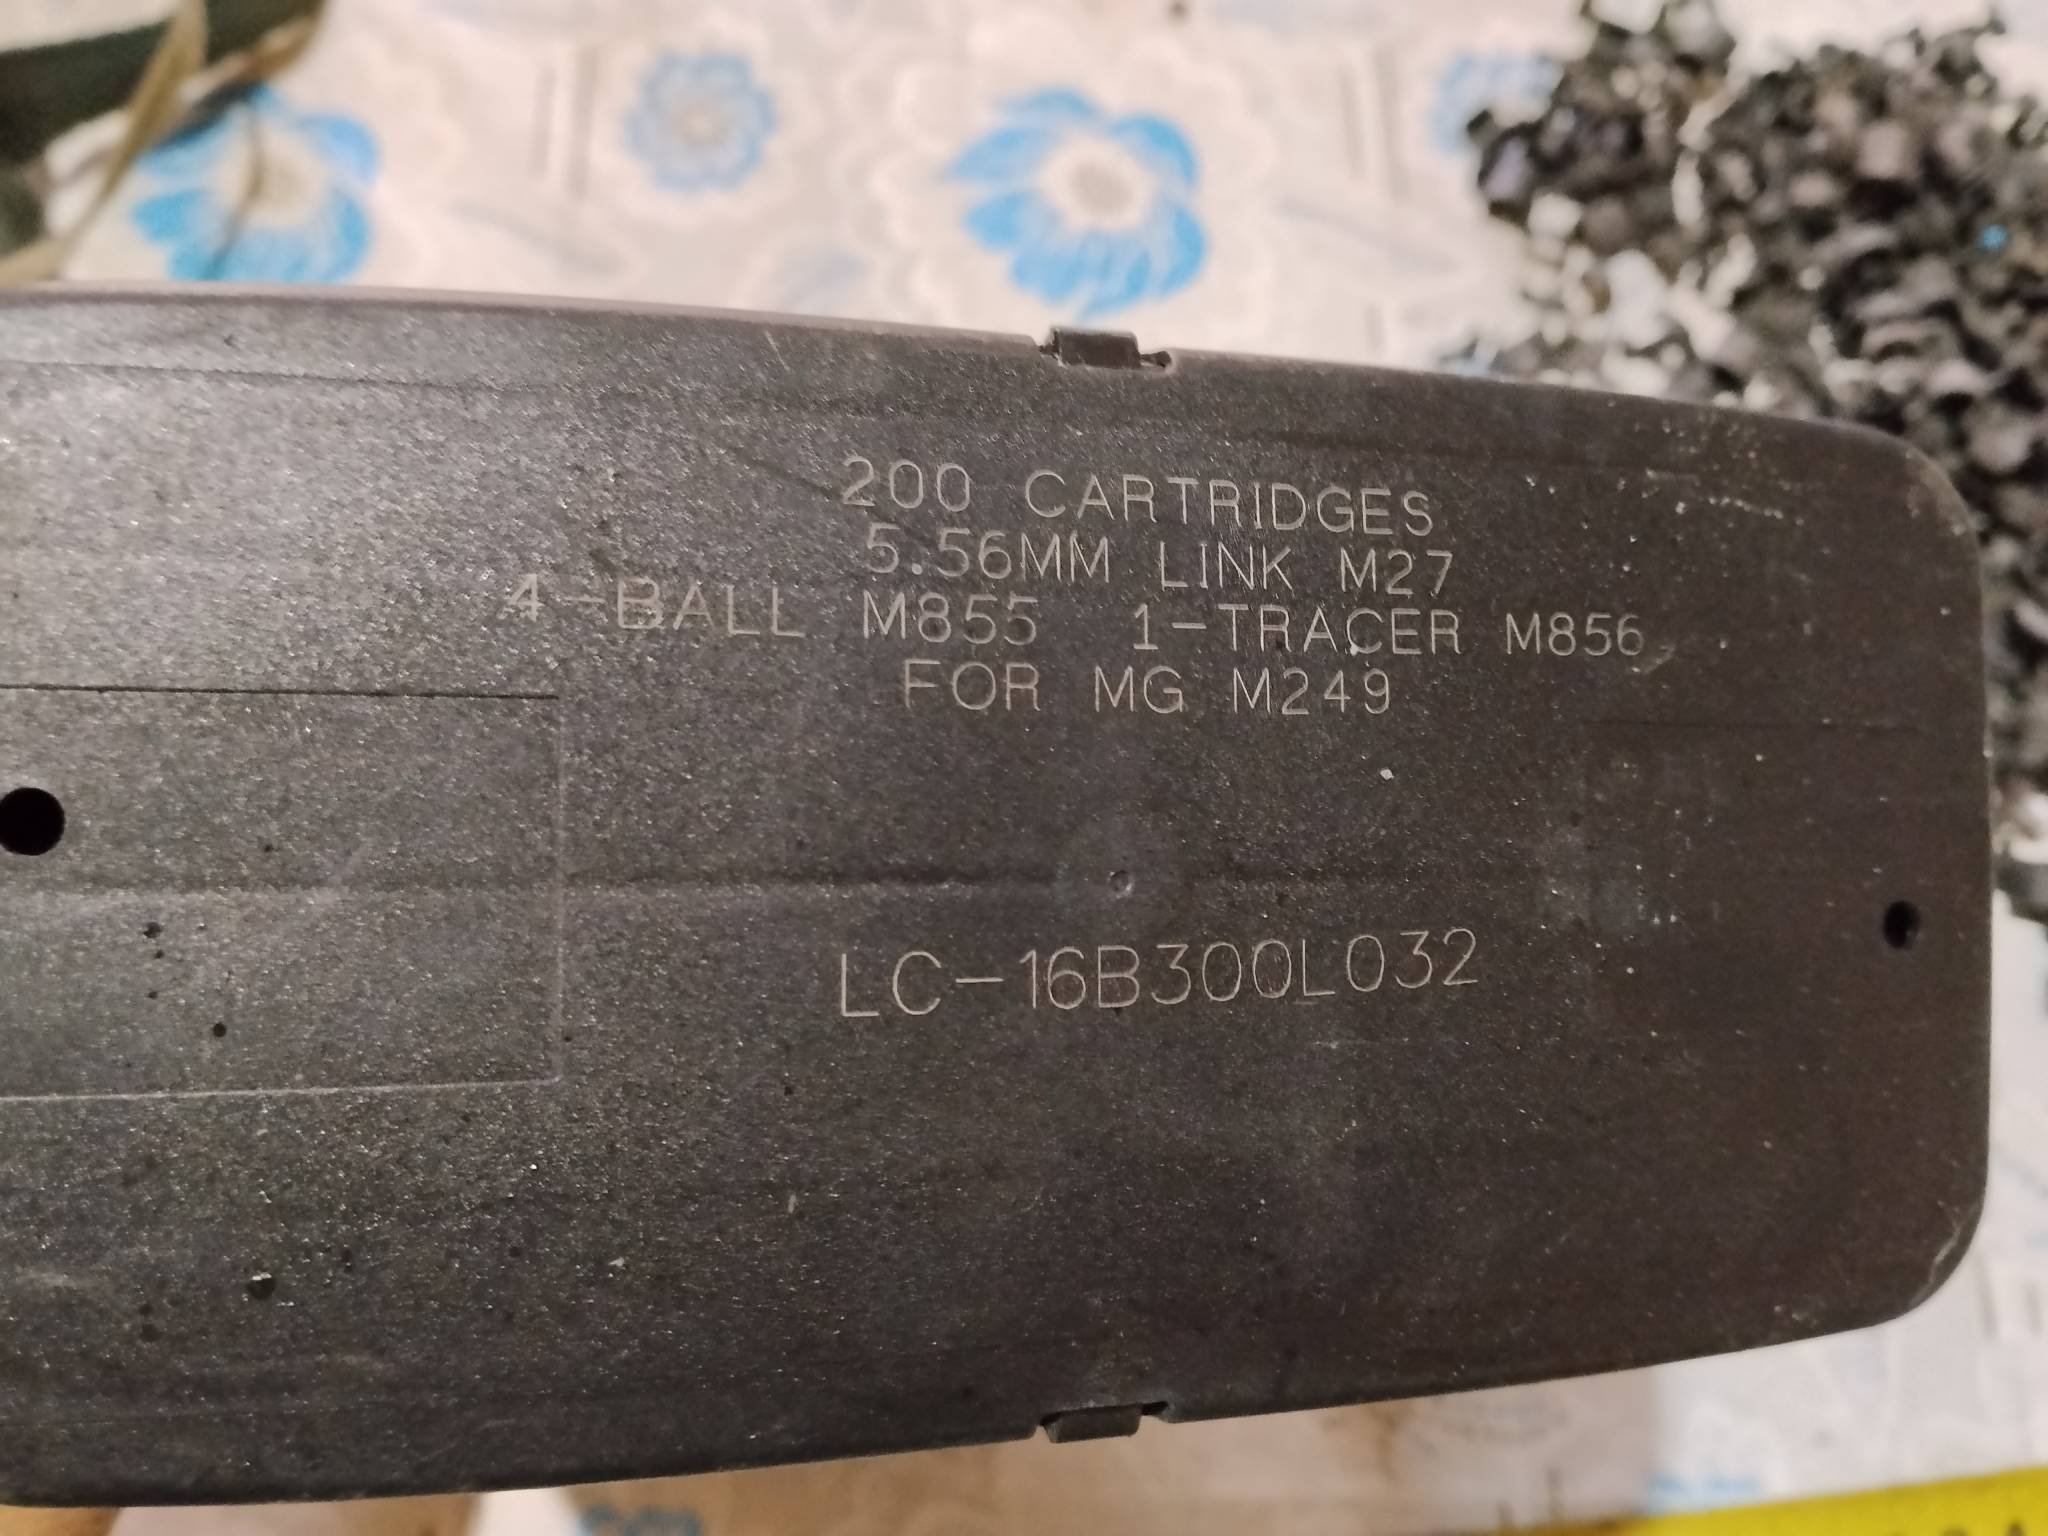 200 CARTRIDGES
5.56MM LINK M27
4-BALL M855 1-TRACER M856
FOR MG M249
LC-16B300L032